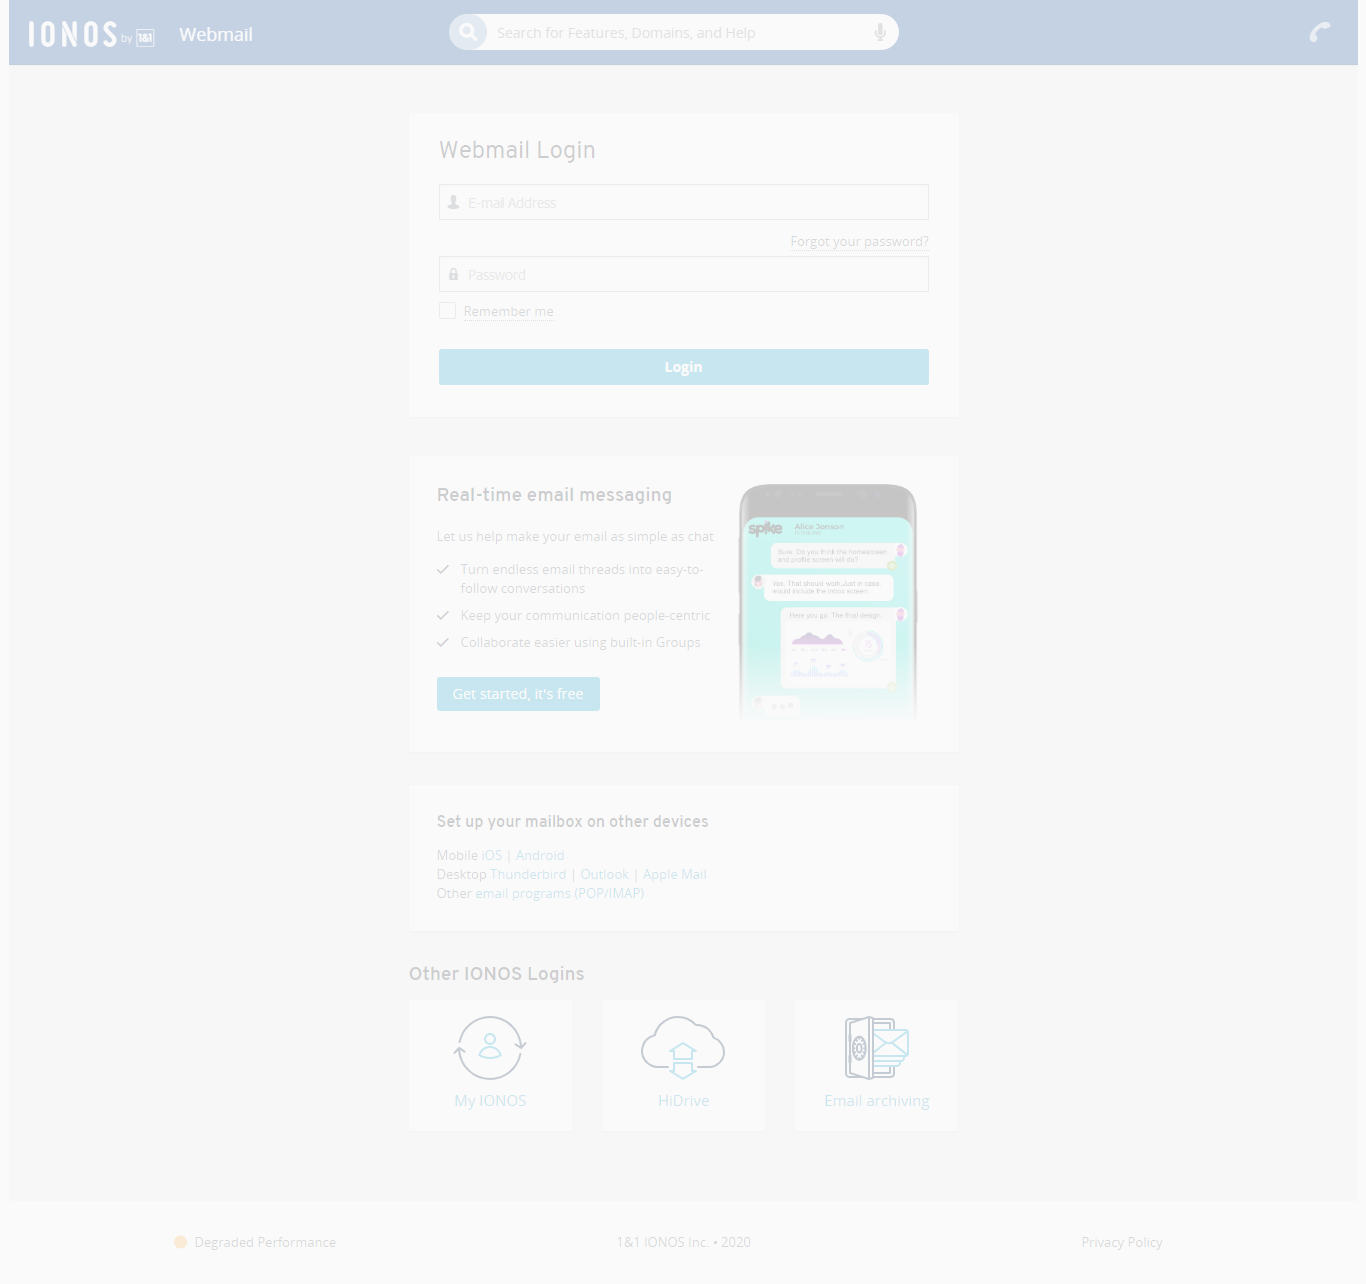 IONOS by 1&1 Webmail
Search for Features, Domains, and Help
Webmail Login
E-mail Address
Forgot your password?
Password
Remember me
Login
Real-time email messaging
Let us help make your email as simple as chat
Turn endless email threads into easy-to-
follow conversations
Keep your communication people-centric
Collaborate easier using built-in Groups
Get started, it's free
spike
Alice Jonson
Sure. Do you think the homescreen
and profile screen will do?
Yes. That should work.Just in case,
would include the inbox screen.
Here you go. The final design.
Set up your mailbox on other devices
Mobile iOS | Android
Desktop Thunderbird | Outlook | Apple Mail
Other email programs (POP/IMAP)
Other IONOS Logins
My IONOS
HiDrive
Email archiving
Degraded Performance
1&1 IONOS Inc. • 2020
Privacy Policy